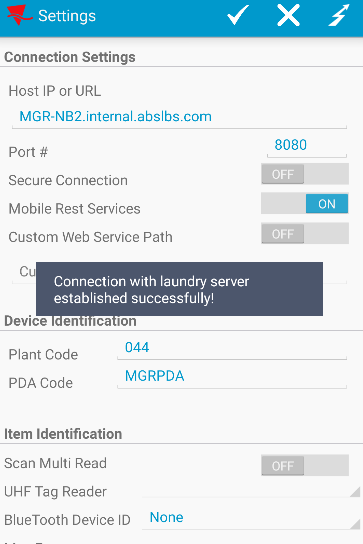 Settings
Connection Settings
Host IP or URL
MGR-NB2.internal.abslbs.com
Port #
8080
Secure Connection
OFF
Mobile Rest Services
ON
Custom Web Service Path
OFF
Cu
Connection with laundry server
established successfully!
Device Identification
Plant Code
044
PDA Code
MGRPDA
Item Identification
Scan Multi Read
OFF
UHF Tag Reader
BlueTooth Device ID
None